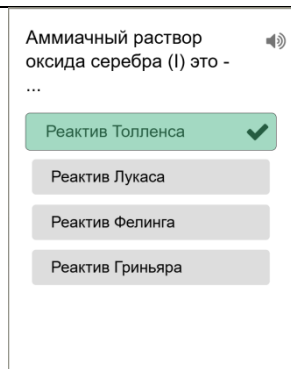 Аммиачный раствор
оксида серебра (I) это -
...
Реактив Толленса
Реактив Лукаса
Реактив Фелинга
Реактив Гриньяра